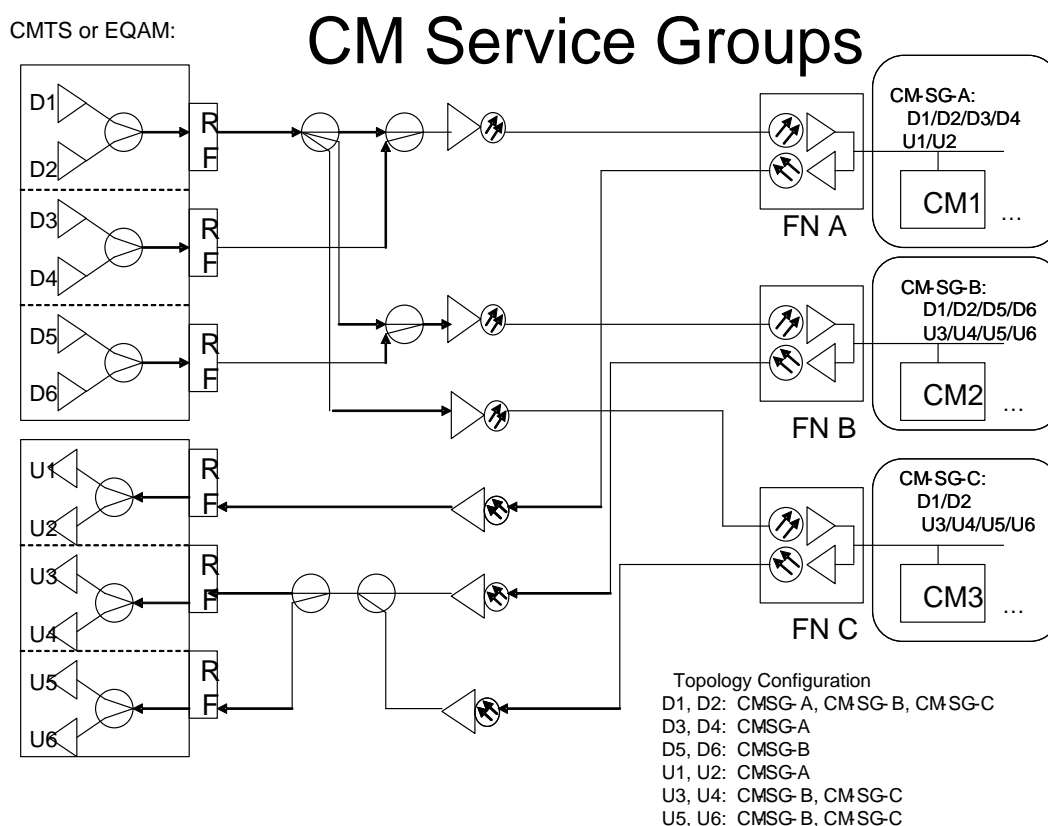 CMTS or EQAM:
CM Service Groups
D1
D2
R
F
D3
D4
R
F
D5
D6
R
F
U1
U2
R
F
U3
U4
R
F
U5
U6
R
F
FN A
CM-SG-A:
D1/D2/D3/D4
U1/U2
CM1
...
FN B
CM-SG-B:
D1/D2/D5/D6
U3/U4/U5/U6
CM2
...
FN C
CM-SG-C:
D1/D2
U3/U4/U5/U6
CM3
...
Topology Configuration
D1, D2: CMSG-A, CM-SG-B, CM-SG-C
D3, D4: CMSG-A
D5, D6: CMSG-B
U1, U2: CMSG-A
U3, U4: CMSG-B, CM-SG-C
U5, U6: CMSG-B, CM-SG-C